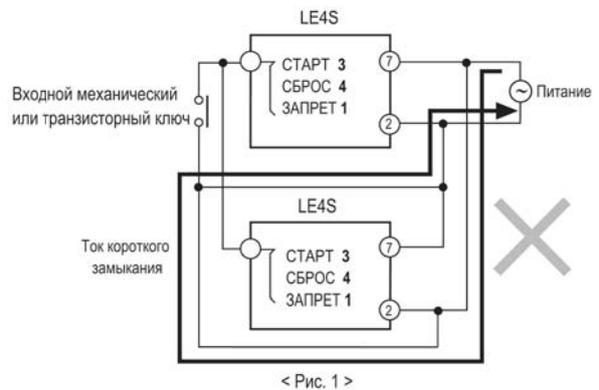 LE4S
СТАРТ 3
СБРОС 4
ЗАПРЕТ 1
7
2
Входной механический
или транзисторный ключ
~
Питание
LE4S
СТАРТ 3
СБРОС 4
ЗАПРЕТ 1
7
2
Ток короткого
замыкания
< Рис. 1 >